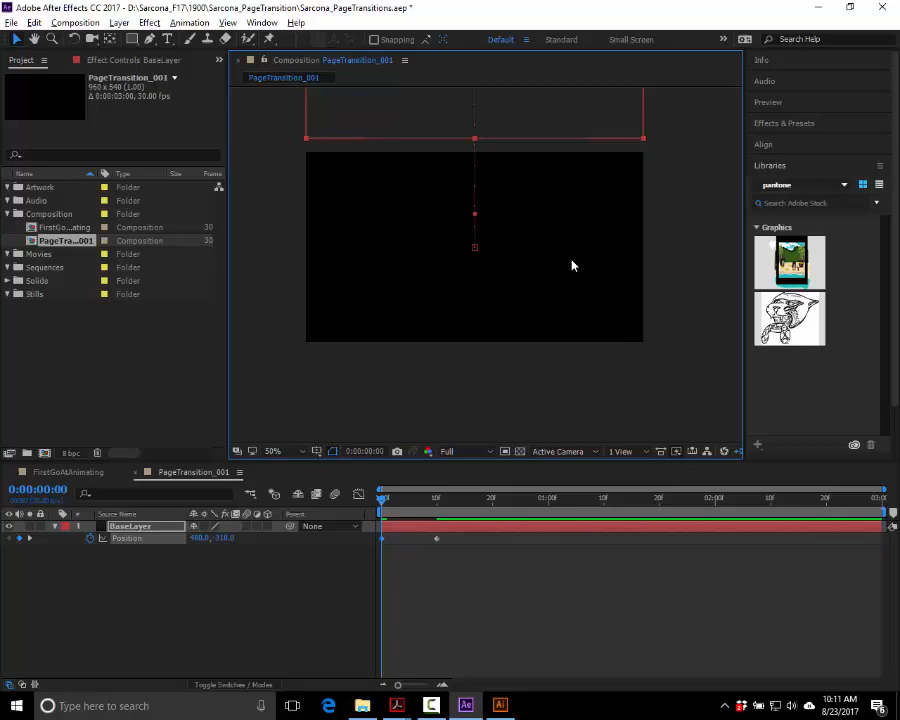 Adobe After Effects CC 2017 - D:\Sarcona_F17\1900\Sarcona_PageTransition\Sarcona_PageTransitions.aep *
File Edit Composition Layer Effect Animation View Window Help
Snapping Default Standard Small Screen Search Help
Project Effect Controls BaseLayer
Composition PageTransition_001
PageTransition_001
PageTransition_001
960 x 540 (1.00)
Δ 0:00:03:00, 30.00 fps
Name Type Size Frame
Artwork Folder
Audio Folder
Composition Folder
FirstGo...ating Composition 30
PageTra...001 Composition 30
Movies Folder
Sequences Folder
Solids Folder
Stills Folder
8 bpc
50% 0:00:00:00 Full Active Camera 1 View
Info
Audio
Preview
Effects & Presets
Align
Libraries
pantone
Search Adobe Stock
Graphics
FirstGoAtAnimating PageTransition_001
0:00:00:00
Source Name Parent
1 BaseLayer None
Position 480.0,-310.0
10f 20f 01:00f 10f 20f 02:00f 10f 20f 03:0
Toggle Switches / Modes
Type here to search
10:11 AM
8/23/2017